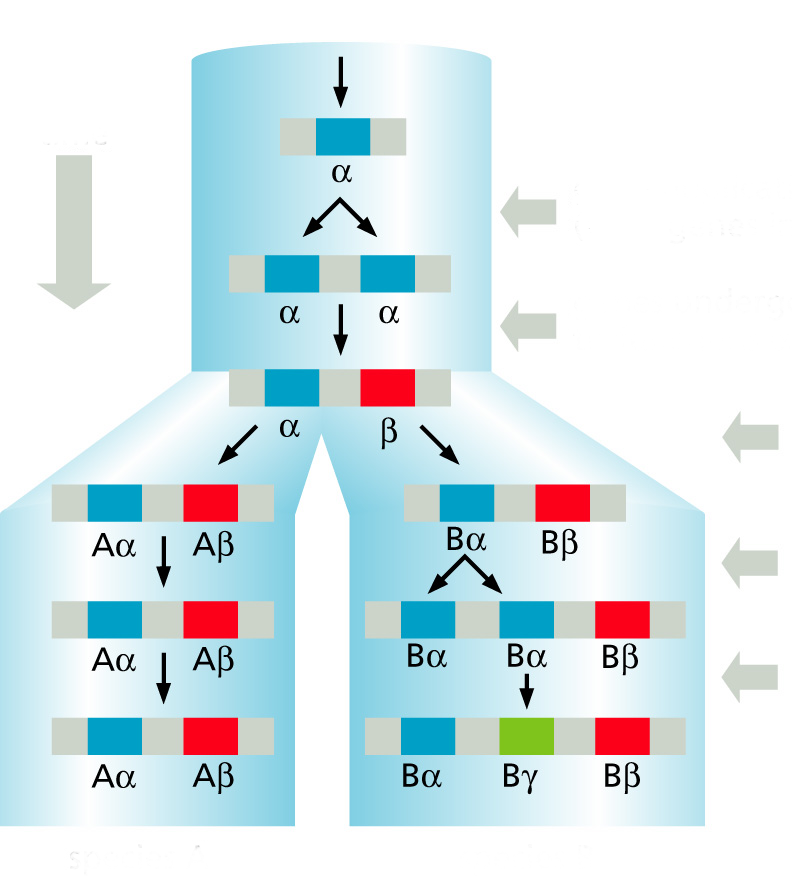 α
α α
α β
Aα Aβ Bα Bβ
Aα Aβ Bα Bα Bβ
Aα Aβ Bα Bγ Bβ